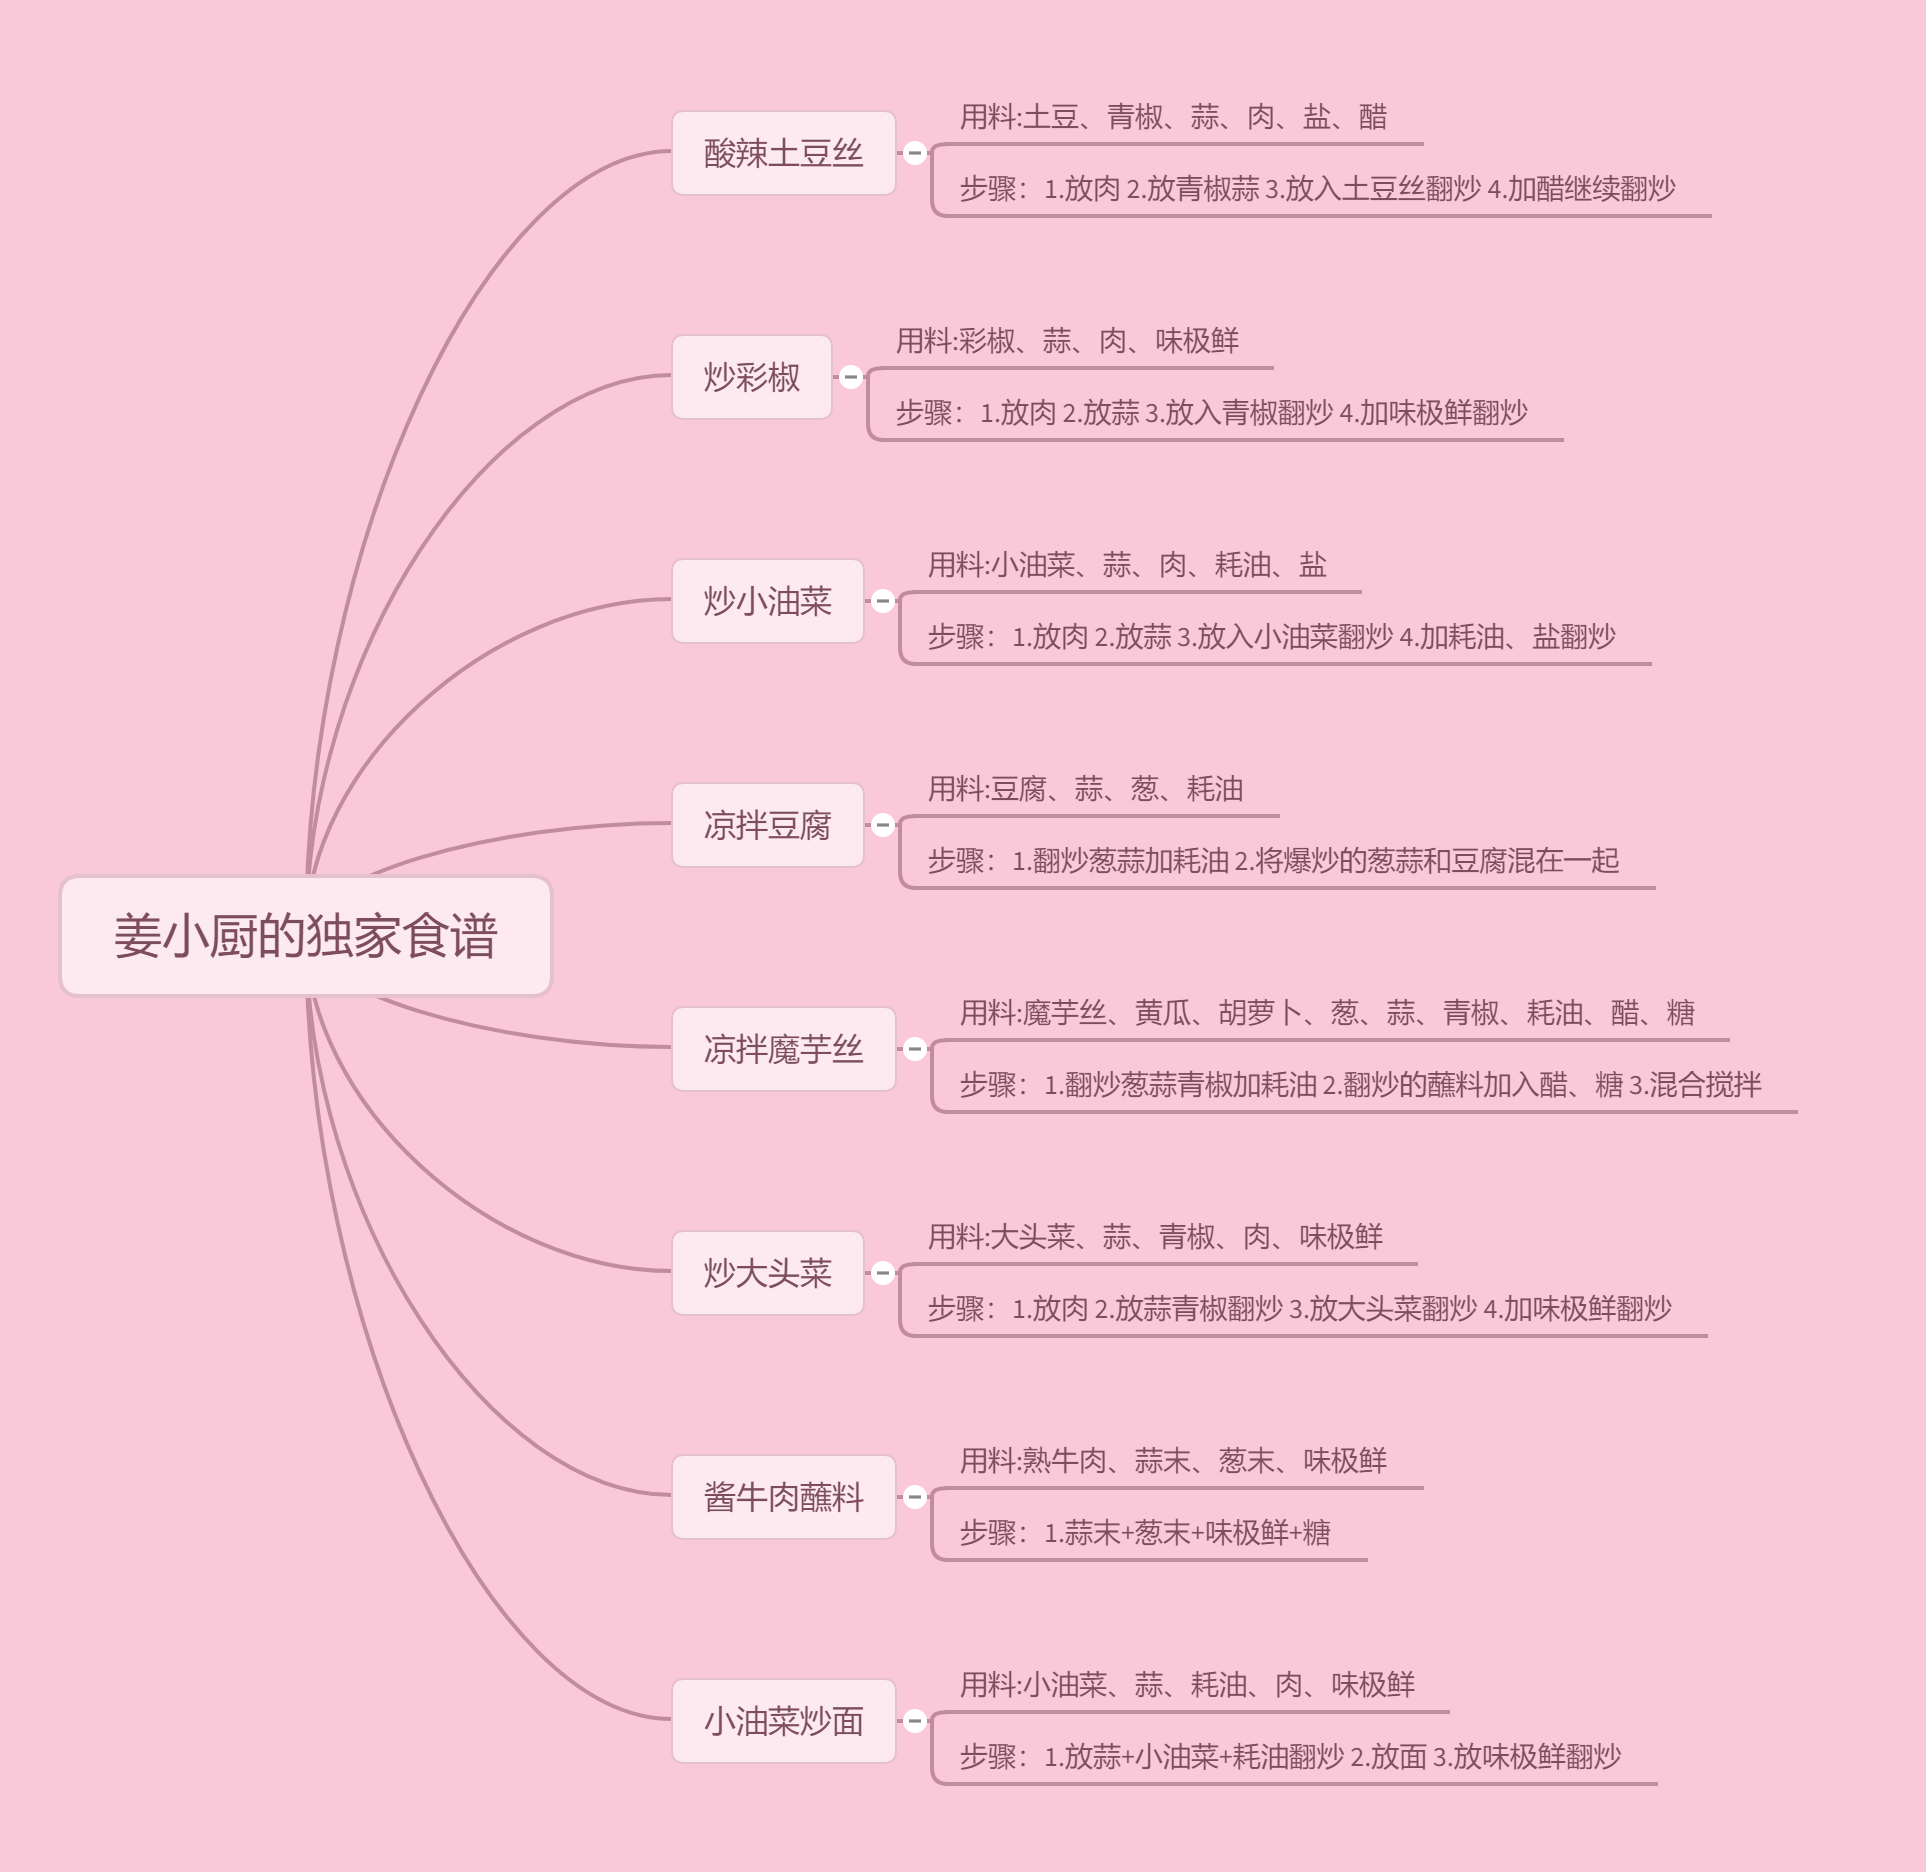 姜小厨的独家食谱
酸辣土豆丝
用料:土豆、青椒、蒜、肉、盐、醋
步骤：1.放肉 2.放青椒蒜 3.放入土豆丝翻炒 4.加醋继续翻炒
炒彩椒
用料:彩椒、蒜、肉、味极鲜
步骤：1.放肉 2.放蒜 3.放入青椒翻炒 4.加味极鲜翻炒
炒小油菜
用料:小油菜、蒜、肉、耗油、盐
步骤：1.放肉 2.放蒜 3.放入小油菜翻炒 4.加耗油、盐翻炒
凉拌豆腐
用料:豆腐、蒜、葱、耗油
步骤：1.翻炒葱蒜加耗油 2.将爆炒的葱蒜和豆腐混在一起
凉拌魔芋丝
用料:魔芋丝、黄瓜、胡萝卜、葱、蒜、青椒、耗油、醋、糖
步骤：1.翻炒葱蒜青椒加耗油 2.翻炒的蘸料加入醋、糖 3.混合搅拌
炒大头菜
用料:大头菜、蒜、青椒、肉、味极鲜
步骤：1.放肉 2.放蒜青椒翻炒 3.放大头菜翻炒 4.加味极鲜翻炒
酱牛肉蘸料
用料:熟牛肉、蒜末、葱末、味极鲜
步骤：1.蒜末+葱末+味极鲜+糖
小油菜炒面
用料:小油菜、蒜、耗油、肉、味极鲜
步骤：1.放蒜+小油菜+耗油翻炒 2.放面 3.放味极鲜翻炒